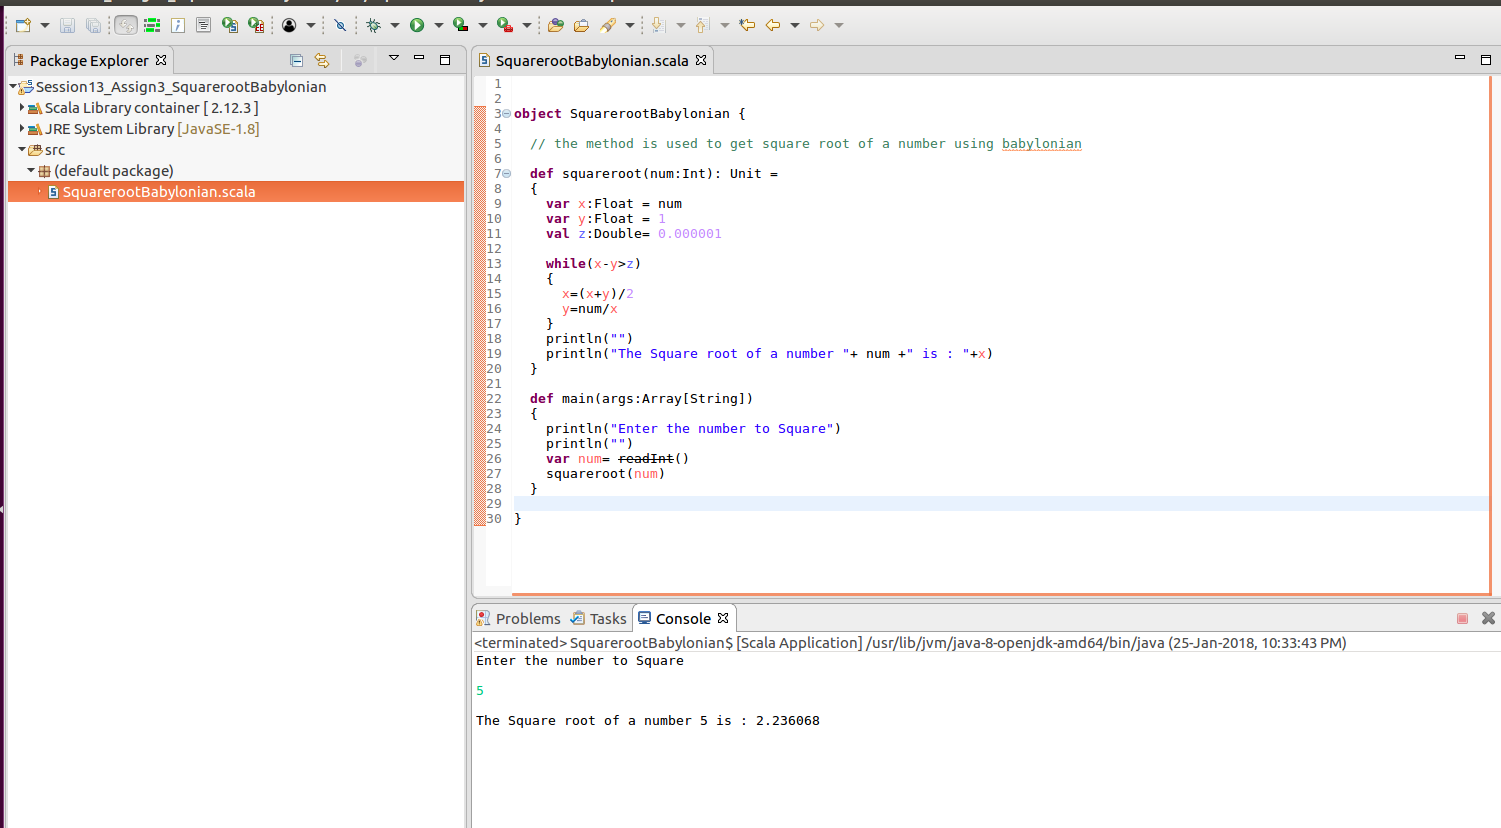 Package Explorer
Session13_Assign3_SquarerootBabylonian
Scala Library container [ 2.12.3 ]
JRE System Library [JavaSE-1.8]
src
(default package)
SquarerootBabylonian.scala
SquarerootBabylonian.scala
1
2
3 object SquarerootBabylonian {
4
5 // the method is used to get square root of a number using babylonian
6
7 def squareroot(num:Int): Unit =
8 {
9 var x:Float = num
10 var y:Float = 1
11 val z:Double= 0.000001
12
13 while(x-y>z)
14 {
15 x=(x+y)/2
16 y=num/x
17 }
18 println("")
19 println("The Square root of a number "+ num +" is : "+x)
20 }
21
22 def main(args:Array[String])
23 {
24 println("Enter the number to Square")
25 println("")
26 var num= readInt()
27 squareroot(num)
28 }
29
30 }
Problems Tasks Console
<terminated> SquarerootBabylonian$ [Scala Application] /usr/lib/jvm/java-8-openjdk-amd64/bin/java (25-Jan-2018, 10:33:43 PM)
Enter the number to Square
5
The Square root of a number 5 is : 2.236068